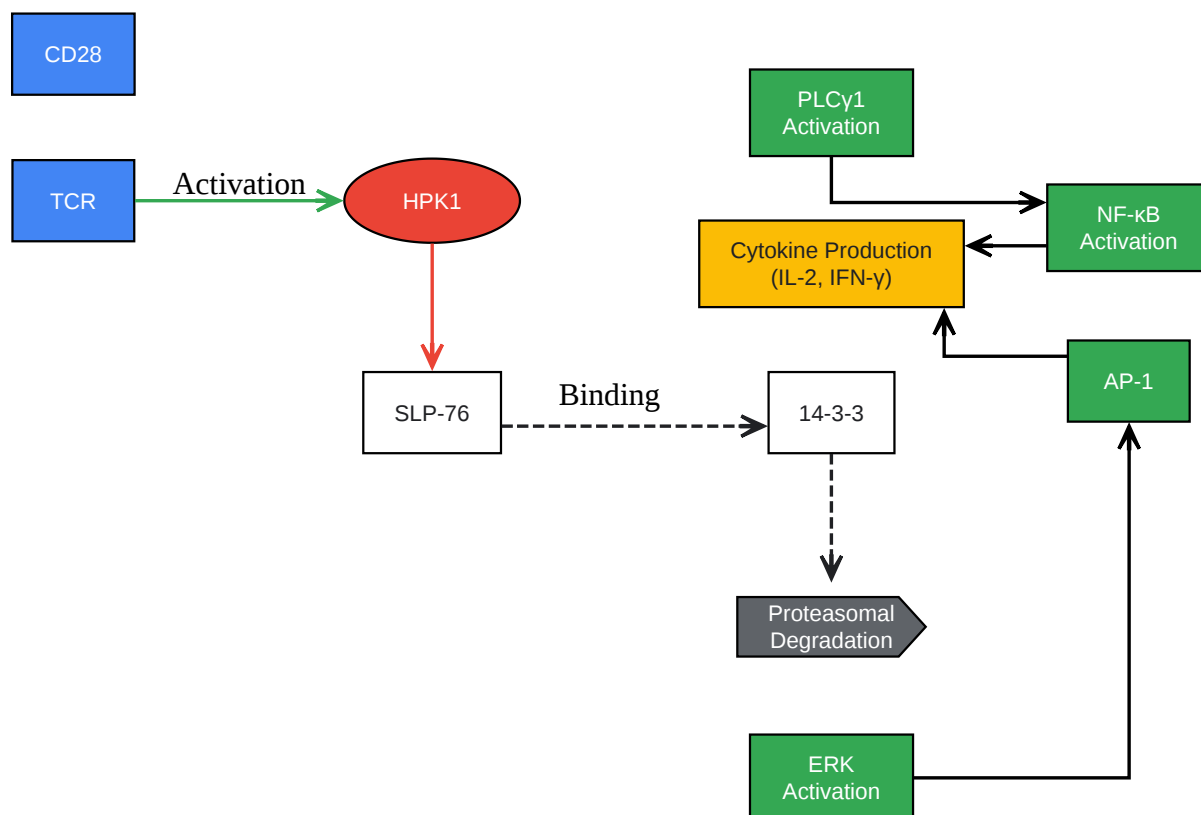 CD28
PLCγ1
Activation
TCR
Activation
HPK1
NF-κB
Activation
Cytokine Production
(IL-2, IFN-γ)
AP-1
SLP-76
Binding
14-3-3
Proteasomal
Degradation
ERK
Activation